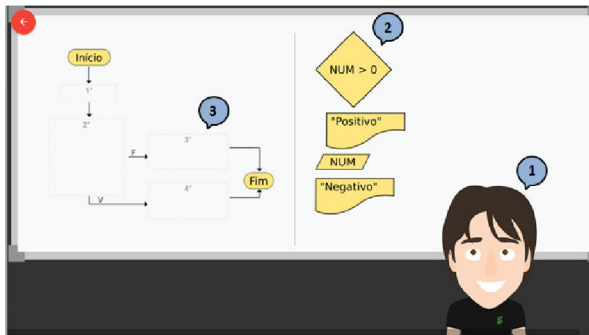 Início
1°
2°
F
V
3°
4°
Fim
3
2
NUM > 0
"Positivo"
NUM
"Negativo"
1